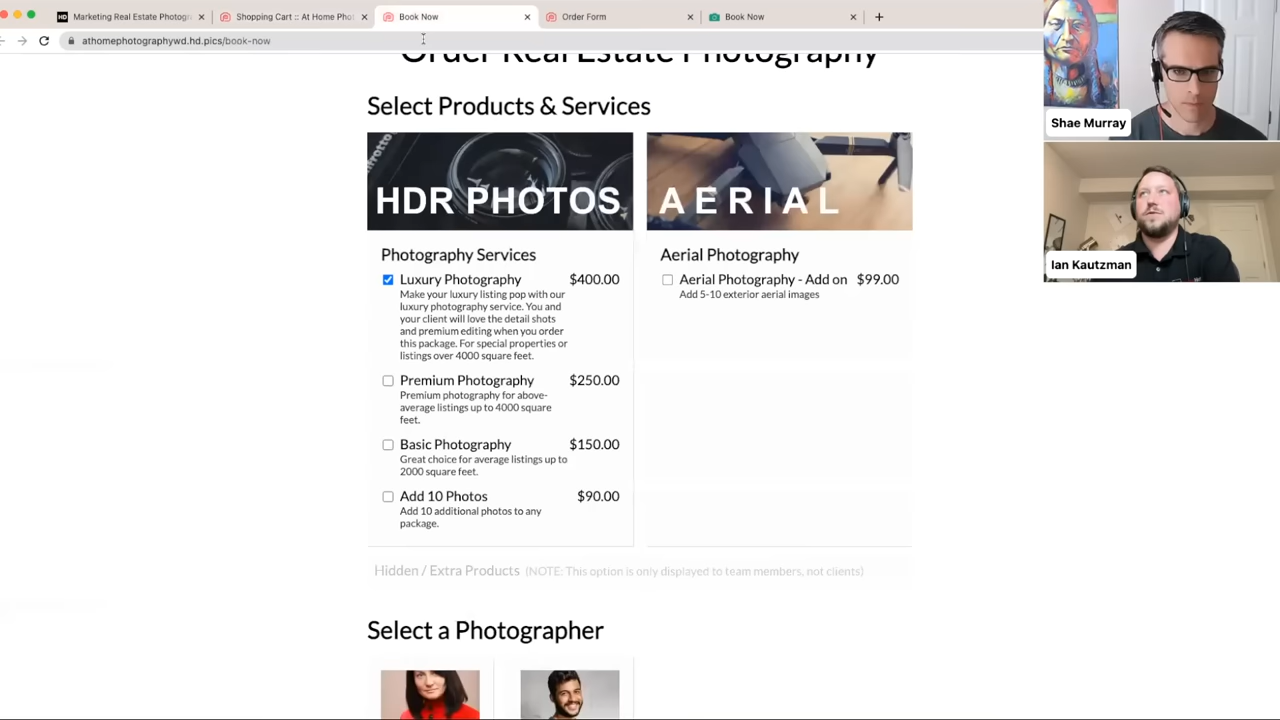 Marketing Real Estate Photogr
Shopping Cart :: At Home Phot
Book Now
Order Form
Book Now
athomephotographywd.hd.pics/book-now
Order Real Estate Photography
Select Products & Services
HDR PHOTOS
Photography Services
Luxury Photography $400.00
Make your luxury listing pop with our
luxury photography service. You and
your client will love the detail shots
and premium editing when you order
this package. For special properties or
listings over 4000 square feet.
Premium Photography $250.00
Premium photography for above-
average listings up to 4000 square
feet.
Basic Photography $150.00
Great choice for average listings up to
2000 square feet.
Add 10 Photos $90.00
Add 10 additional photos to any
package.
AERIAL
Aerial Photography
Aerial Photography - Add on $99.00
Add 5-10 exterior aerial images
Hidden / Extra Products (NOTE: This option is only displayed to team members, not clients)
Select a Photographer
Shae Murray
Ian Kautzman